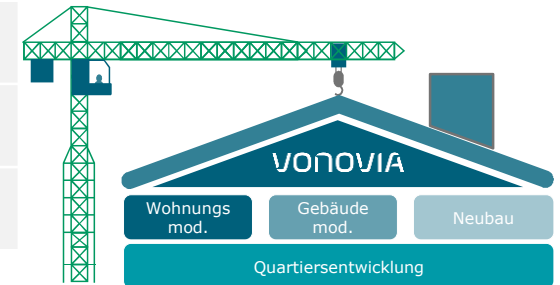 VONOVIA
Wohnungs Gebäude Neubau
mod. mod.
Quartiersentwicklung